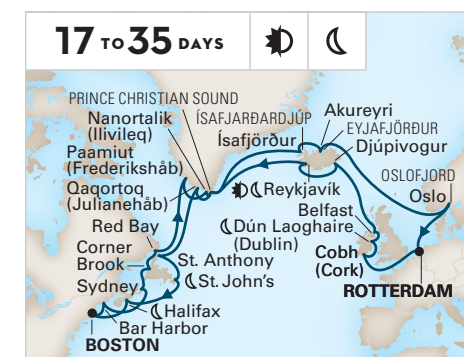 17 TO 35 DAYS
PRINCE CHRISTIAN SOUND
Nanortalik
(Ilivileq)
Paamiut
(Frederikshåb)
Qaqortoq
(Julianehåb)
Red Bay
Corner
Brook
Sydney
ÍSAFJARÐARDJÚP
Ísafjörður
Akureyri
EYJAFJÖRÐUR
Djúpivogur
OSLOFJORD
Oslo
Reykjavík
Belfast
Dún Laoghaire
(Dublin)
Cobh
(Cork)
ROTTERDAM
St. Anthony
St. John's
Halifax
Bar Harbor
BOSTON